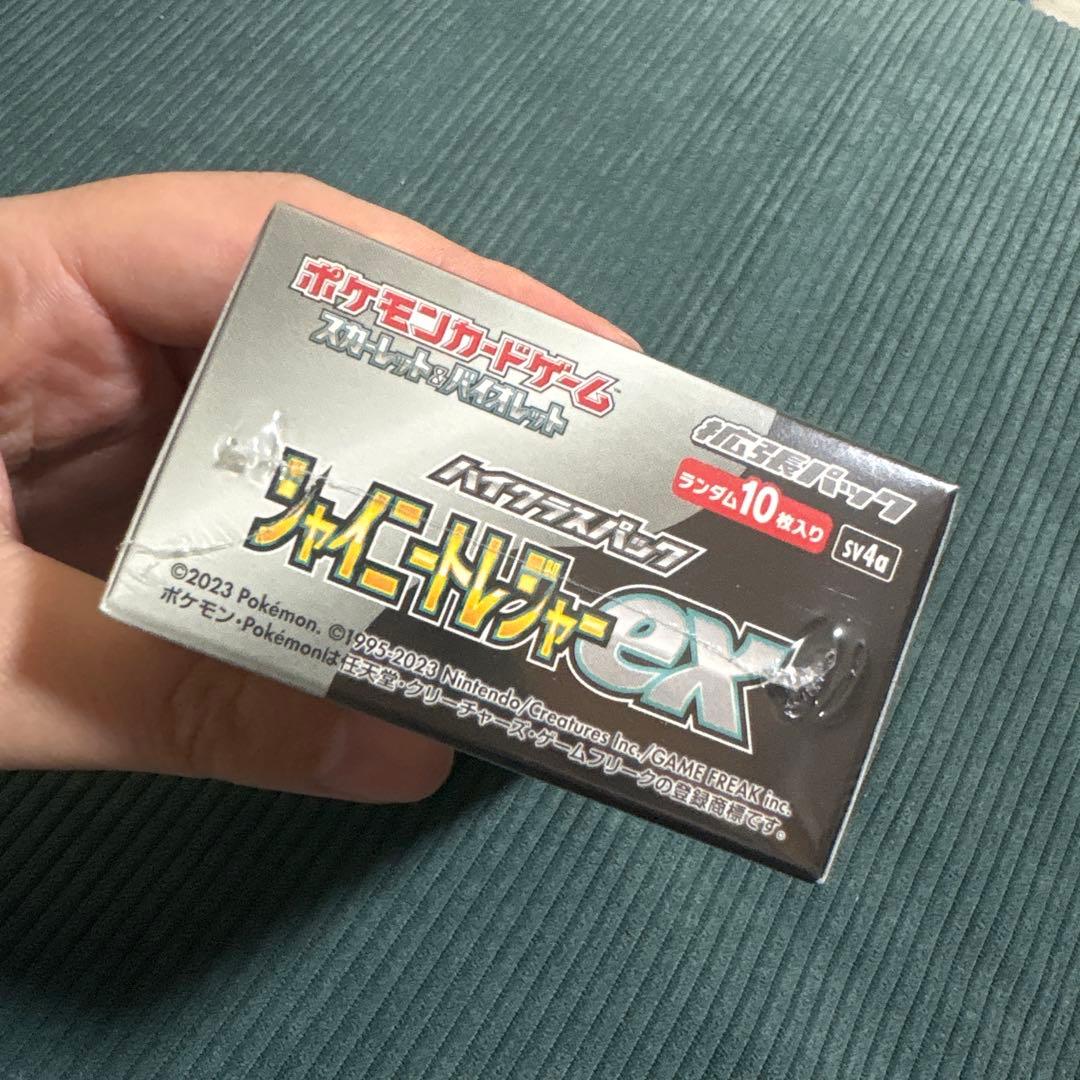 ポケモンカードゲーム
スカーレット&バイオレット
拡張パック
ランダム10枚入り
sv4a
ハイクラスパック
シャイニートレジャーex
©2023 Pokémon. ©1995-2023 Nintendo/Creatures Inc./GAME FREAK inc.
ポケモン・Pokémonは任天堂・クリーチャーズ・ゲームフリークの登録商標です。